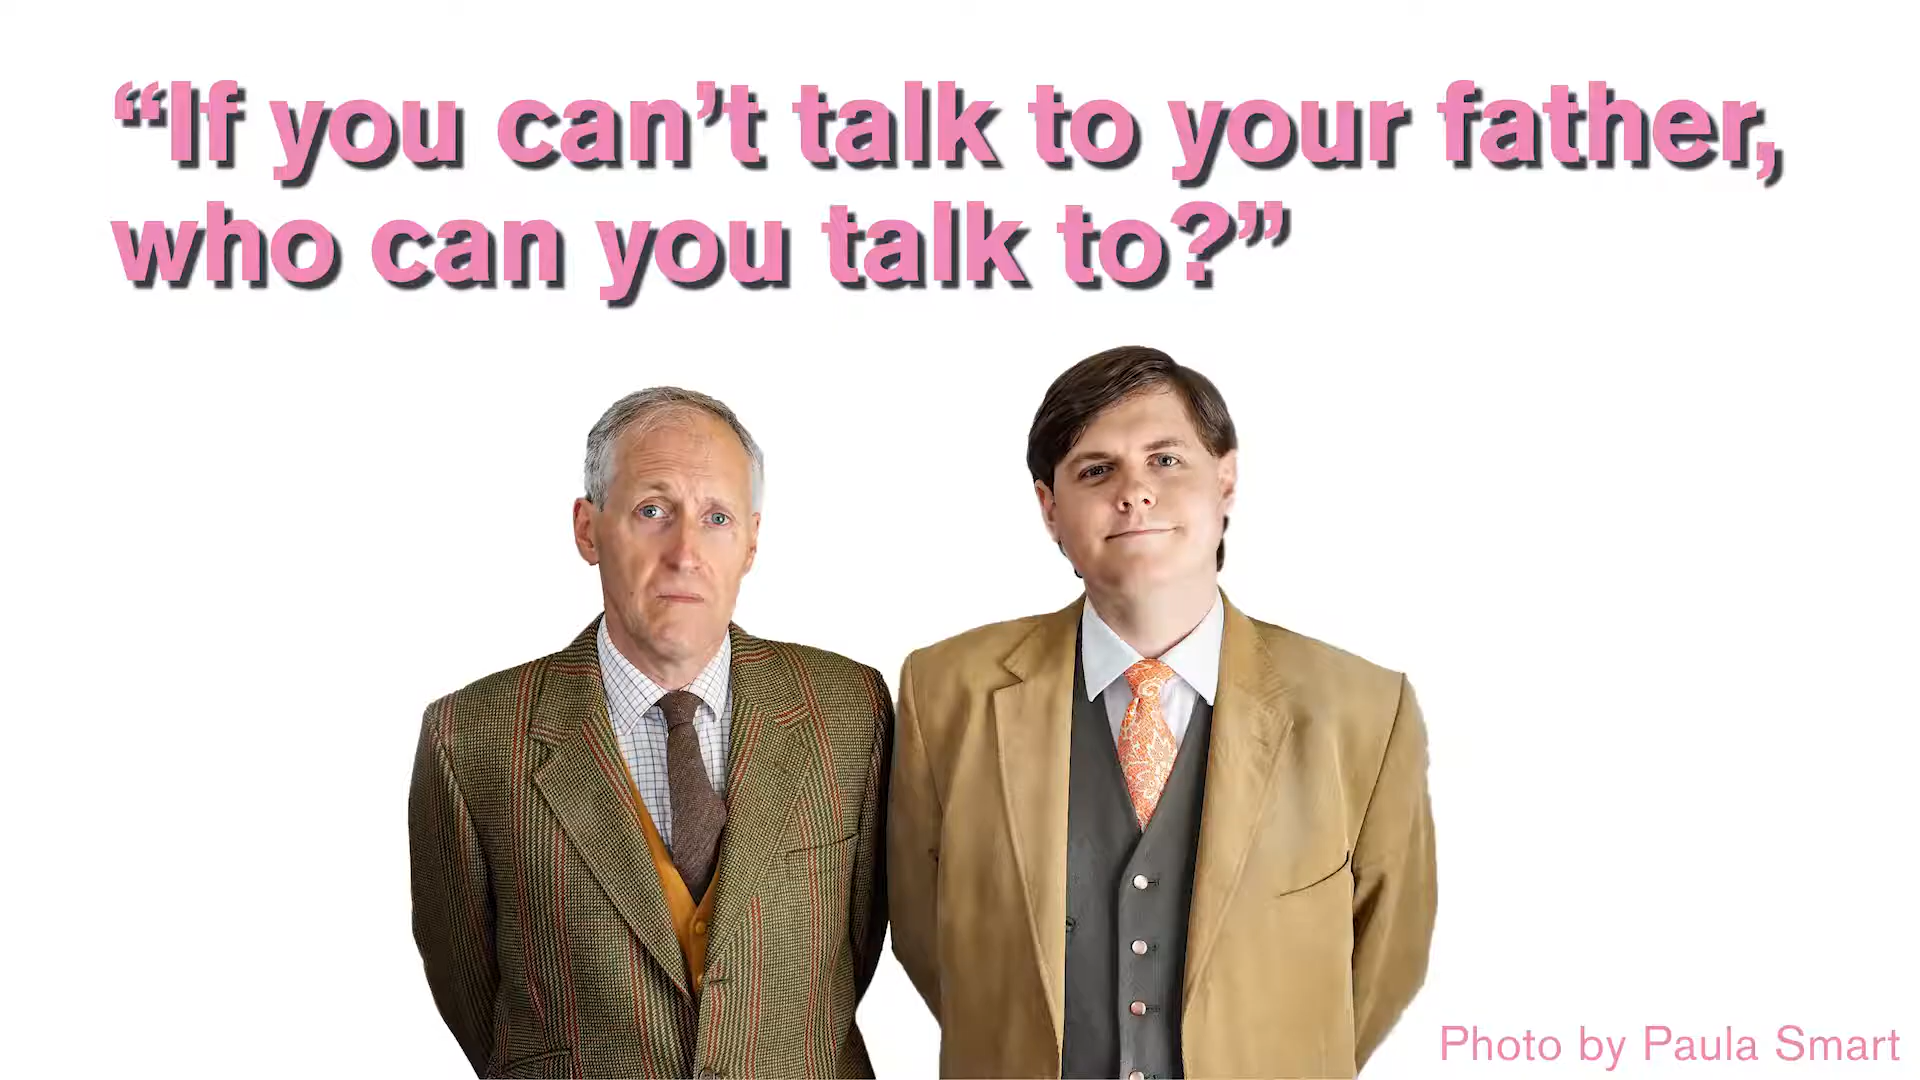 “If you can’t talk to your father,
who can you talk to?”
Photo by Paula Smart